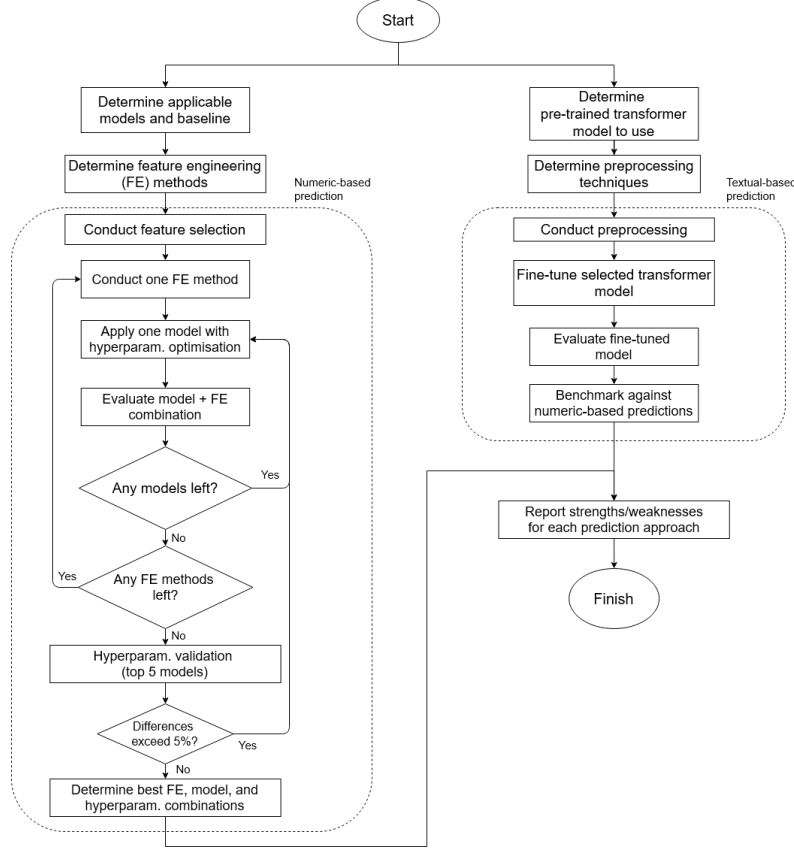 Start
Determine applicable
models and baseline
Determine feature engineering
(FE) methods
Numeric-based
prediction
Conduct feature selection
Conduct one FE method
Apply one model with
hyperparam. optimisation
Evaluate model + FE
combination
Any models left?
Yes
No
Any FE methods
left?
Yes
No
Hyperparam. validation
(top 5 models)
Differences
exceed 5%?
Yes
No
Determine best FE, model, and
hyperparam. combinations
Determine
pre-trained transformer
model to use
Determine preprocessing
techniques
Textual-based
prediction
Conduct preprocessing
Fine-tune selected transformer
model
Evaluate fine-tuned
model
Benchmark against
numeric-based predictions
Report strengths/weaknesses
for each prediction approach
Finish